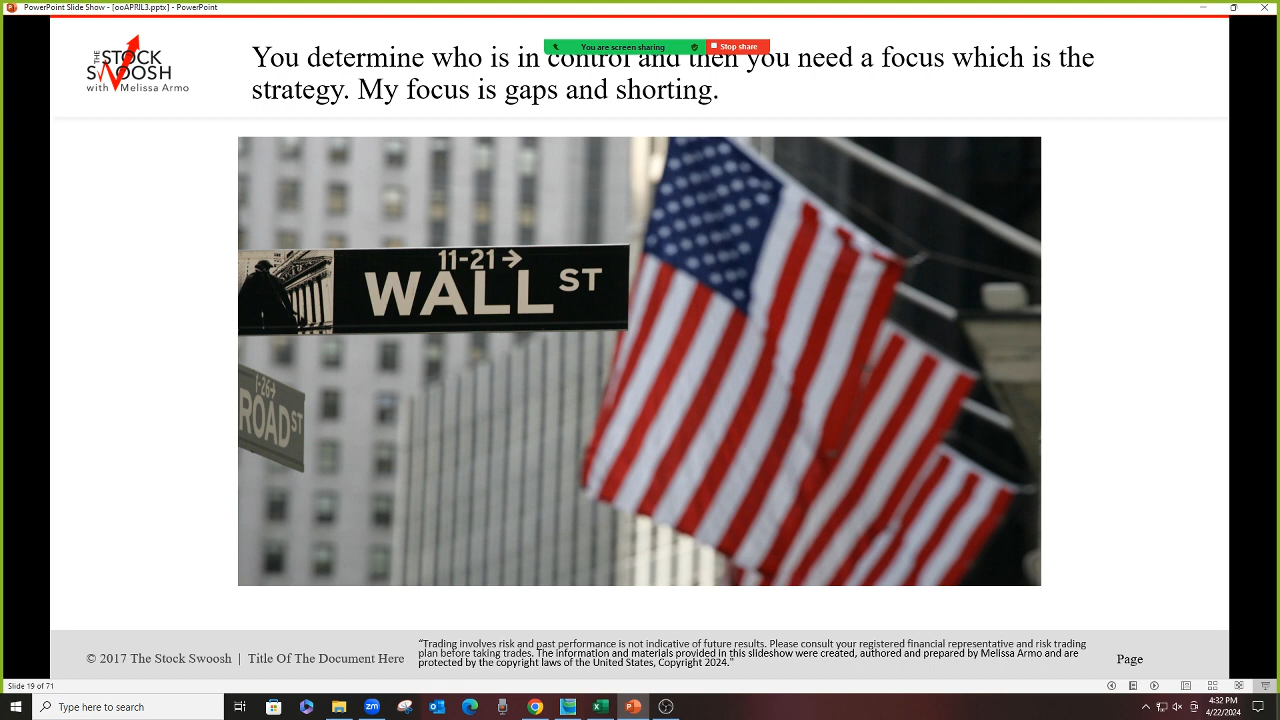 PowerPoint Slide Show - [ooAPRIL3.pptx] - PowerPoint
You are screen sharing
Stop share
THE STOCK
SWOOSH
with Melissa Armo
You determine who is in control and then you need a focus which is the
strategy. My focus is gaps and shorting.
11-21→
WALL ST
1-26→
ROAD ST
© 2017 The Stock Swoosh | Title Of The Document Here
“Trading involves risk and past performance is not indicative of future results. Please consult your registered financial representative and risk trading
plan before taking trades. The information and materials provided in this slideshow were created, authored and prepared by Melissa Armo and are
protected by the copyright laws of the United States, Copyright 2024."
Page
Slide 19 of 71
Type here to search
4:32 PM
4/22/2024